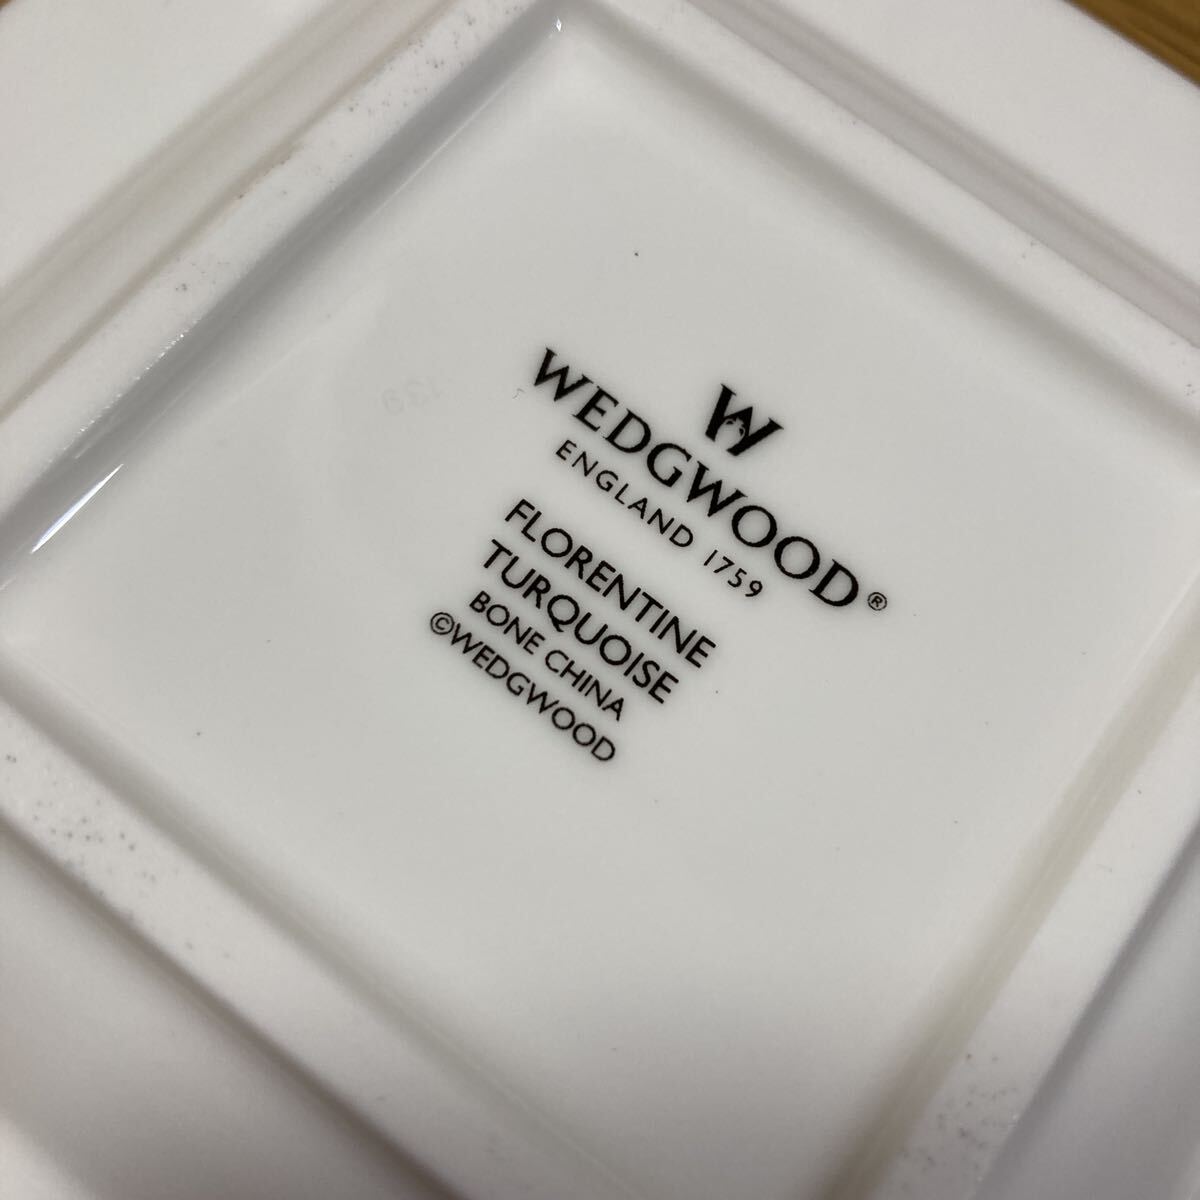 W
WEDGWOOD®
ENGLAND 1759
FLORENTINE
TURQUOISE
BONE CHINA
©WEDGWOOD